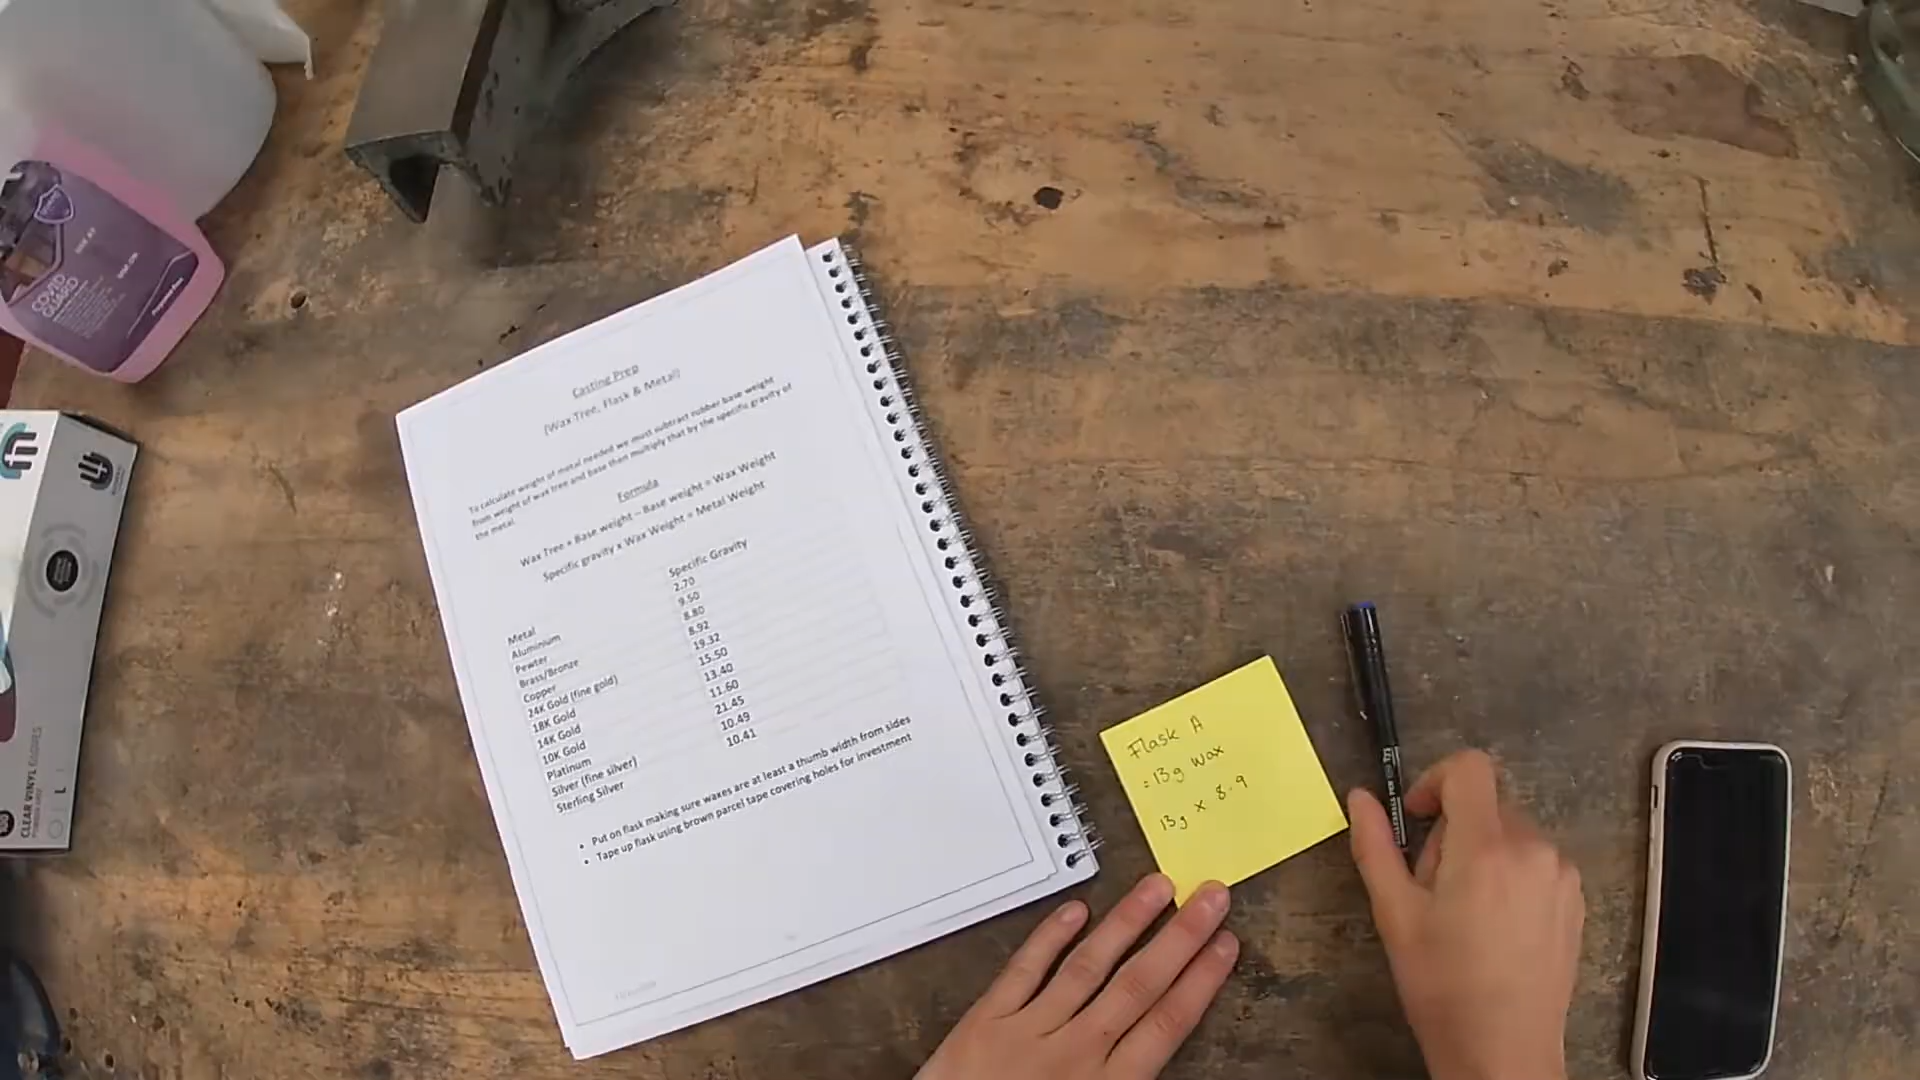 Casting Prep
(Wax Tree, Flask & Metal)
To calculate weight of metal needed we must subtract rubber base weight
from weight of wax tree and base then multiply that by the specific gravity of
the metal.
Formula
Wax Tree + Base weight – Base weight = Wax Weight
Specific gravity x Wax Weight = Metal Weight
Metal Specific Gravity
Aluminium 2.70
Pewter 9.50
Brass/Bronze 8.80
Copper 8.92
24K Gold (fine gold) 19.32
18K Gold 15.50
14K Gold 13.40
10K Gold 11.60
Platinum 21.45
Silver (fine silver) 10.49
Sterling Silver 10.41
• Put on flask making sure waxes are at least a thumb width from sides
• Tape up flask using brown parcel tape covering holes for investment
Flask A
= 13g wax
13g x 8.9
COVID
GUARD
CLEAR VINYL GLOVES
L